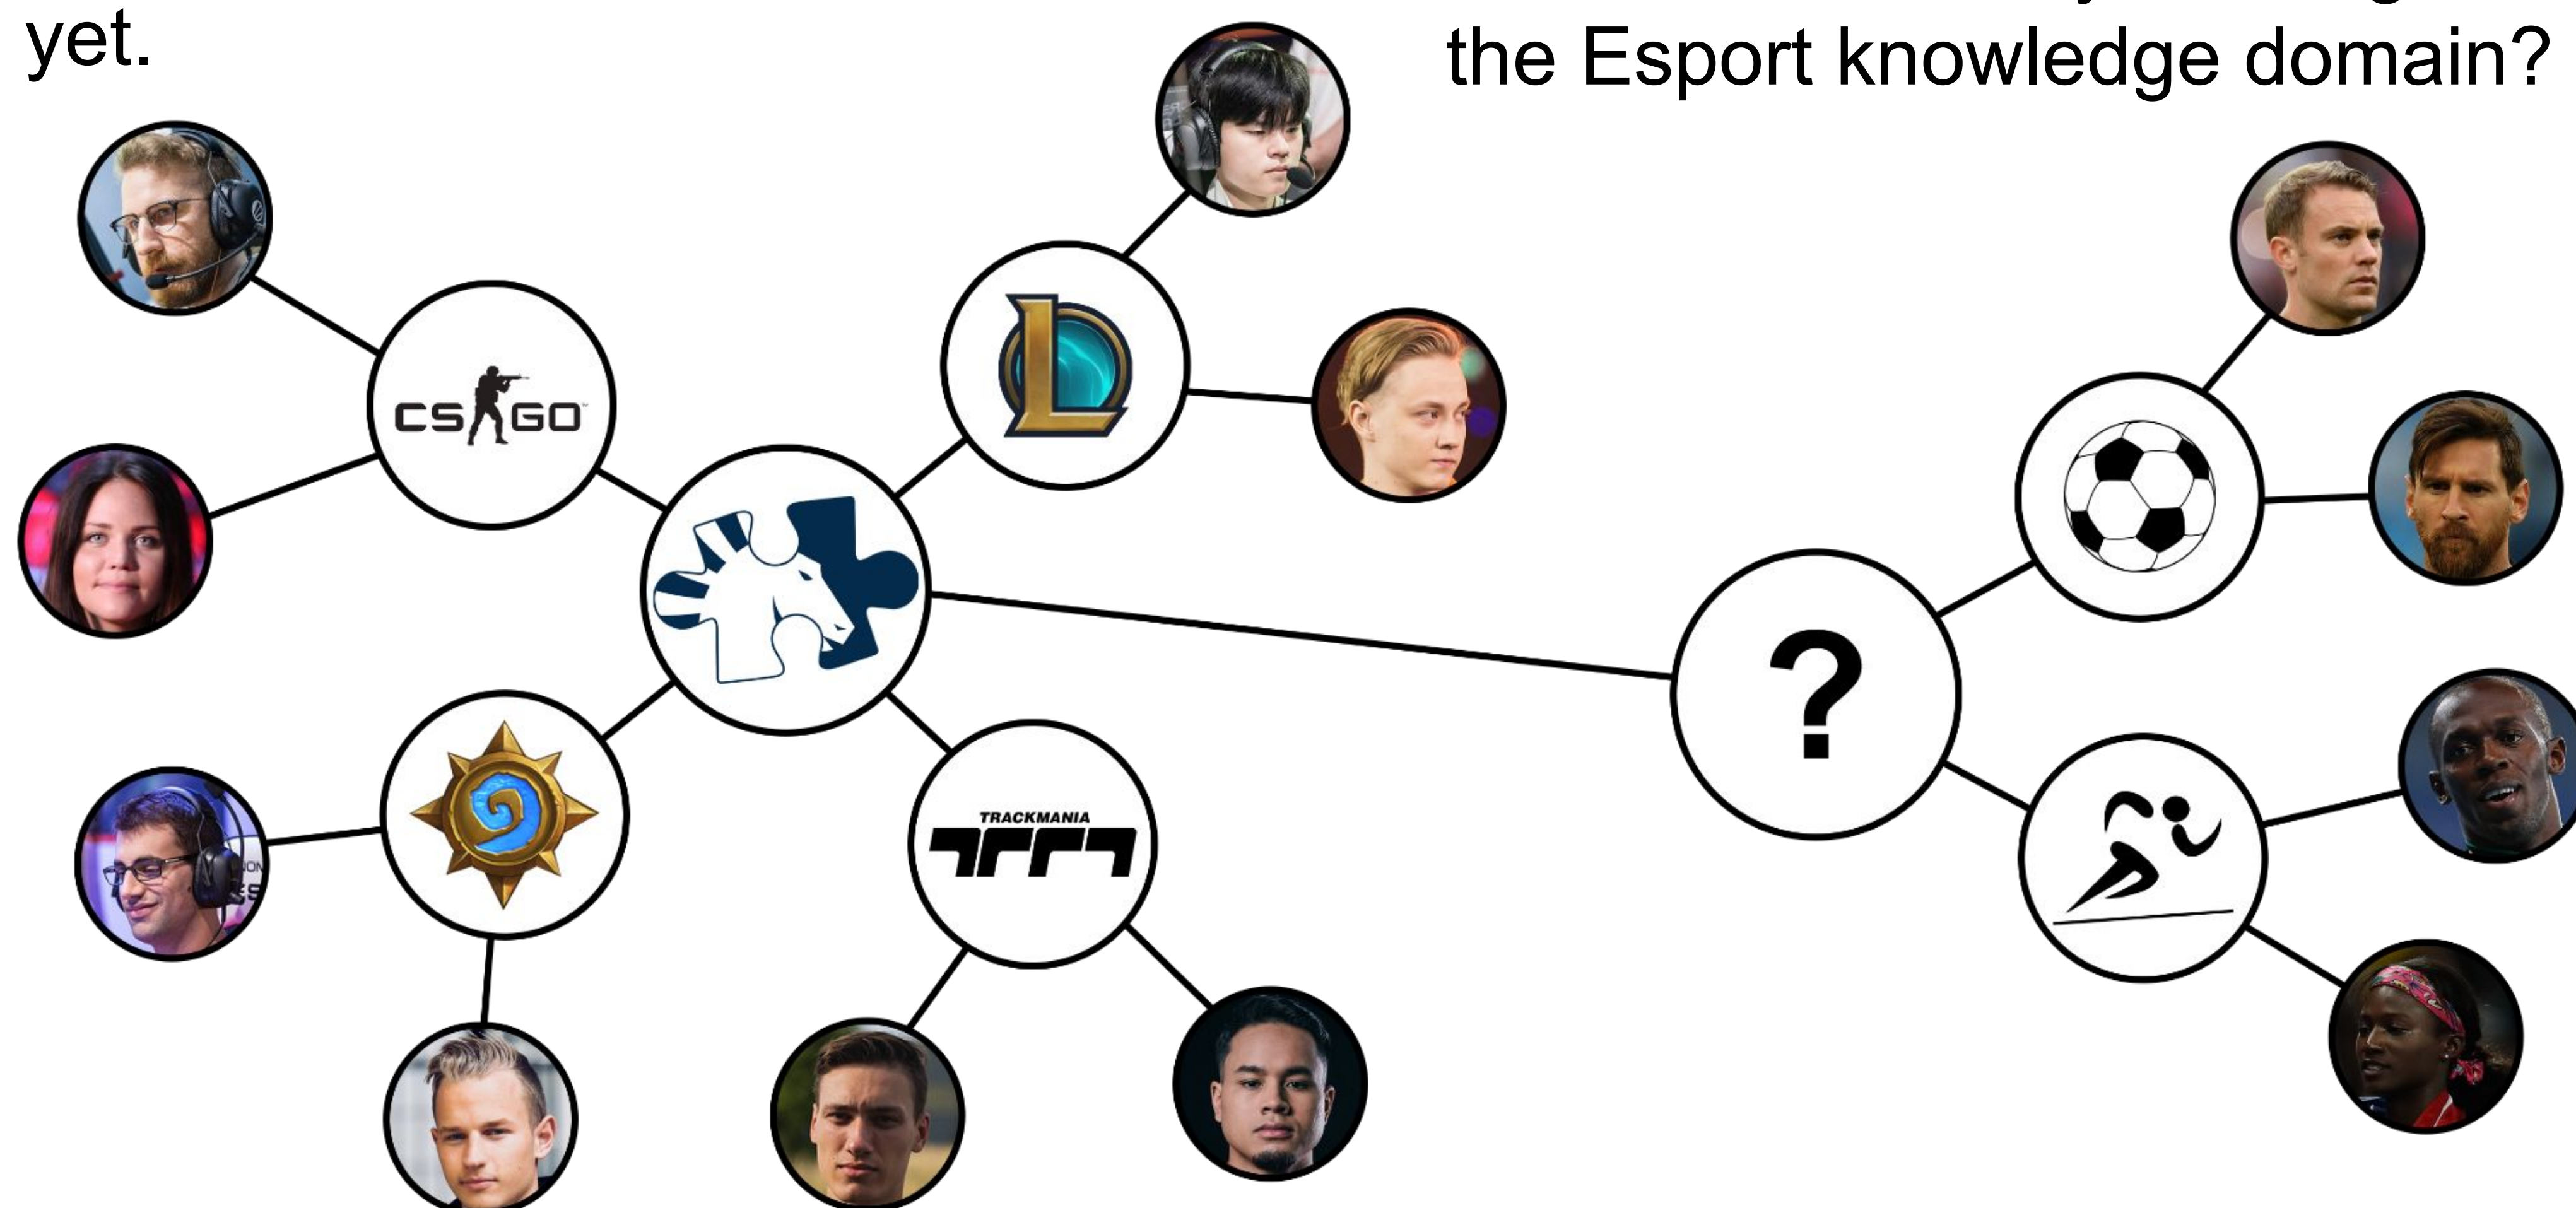 yet.
the Esport knowledge domain?
CS GO
TRACKMANIA
?